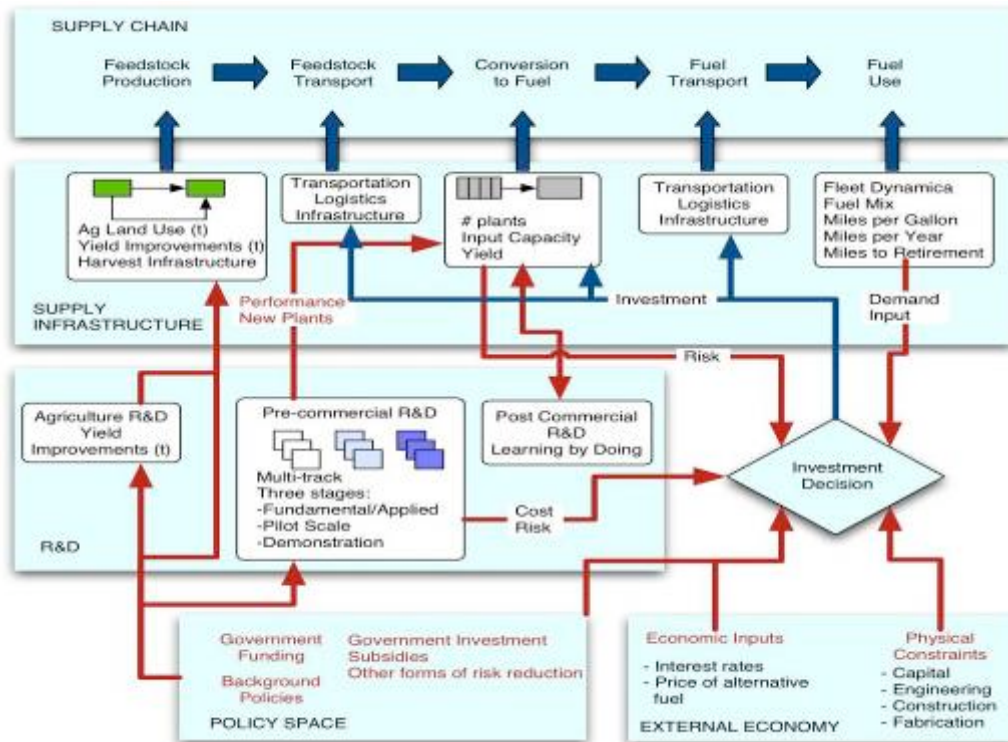 SUPPLY CHAIN
Feedstock
Production
Feedstock
Transport
Conversion
to Fuel
Fuel
Transport
Fuel
Use
Ag Land Use (t)
Yield Improvements (t)
Harvest Infrastructure
Transportation
Logistics
Infrastructure
# plants
Input Capacity
Yield
Transportation
Logistics
Infrastructure
Fleet Dynamica
Fuel Mix
Miles per Gallon
Miles per Year
Miles to Retirement
SUPPLY
INFRASTRUCTURE
Performance
New Plants
Investment
Demand
Input
Risk
Agriculture R&D
Yield
Improvements (t)
Pre-commercial R&D
Multi-track
Three stages:
-Fundamental/Applied
-Pilot Scale
-Demonstration
Post Commercial
R&D
Learning by Doing
Investment
Decision
Cost
Risk
R&D
Government
Funding
Background
Policies
Government Investment
Subsidies
Other forms of risk reduction
POLICY SPACE
Economic Inputs
- Interest rates
- Price of alternative
fuel
Physical
Constraints
- Capital
- Engineering
- Construction
- Fabrication
EXTERNAL ECONOMY